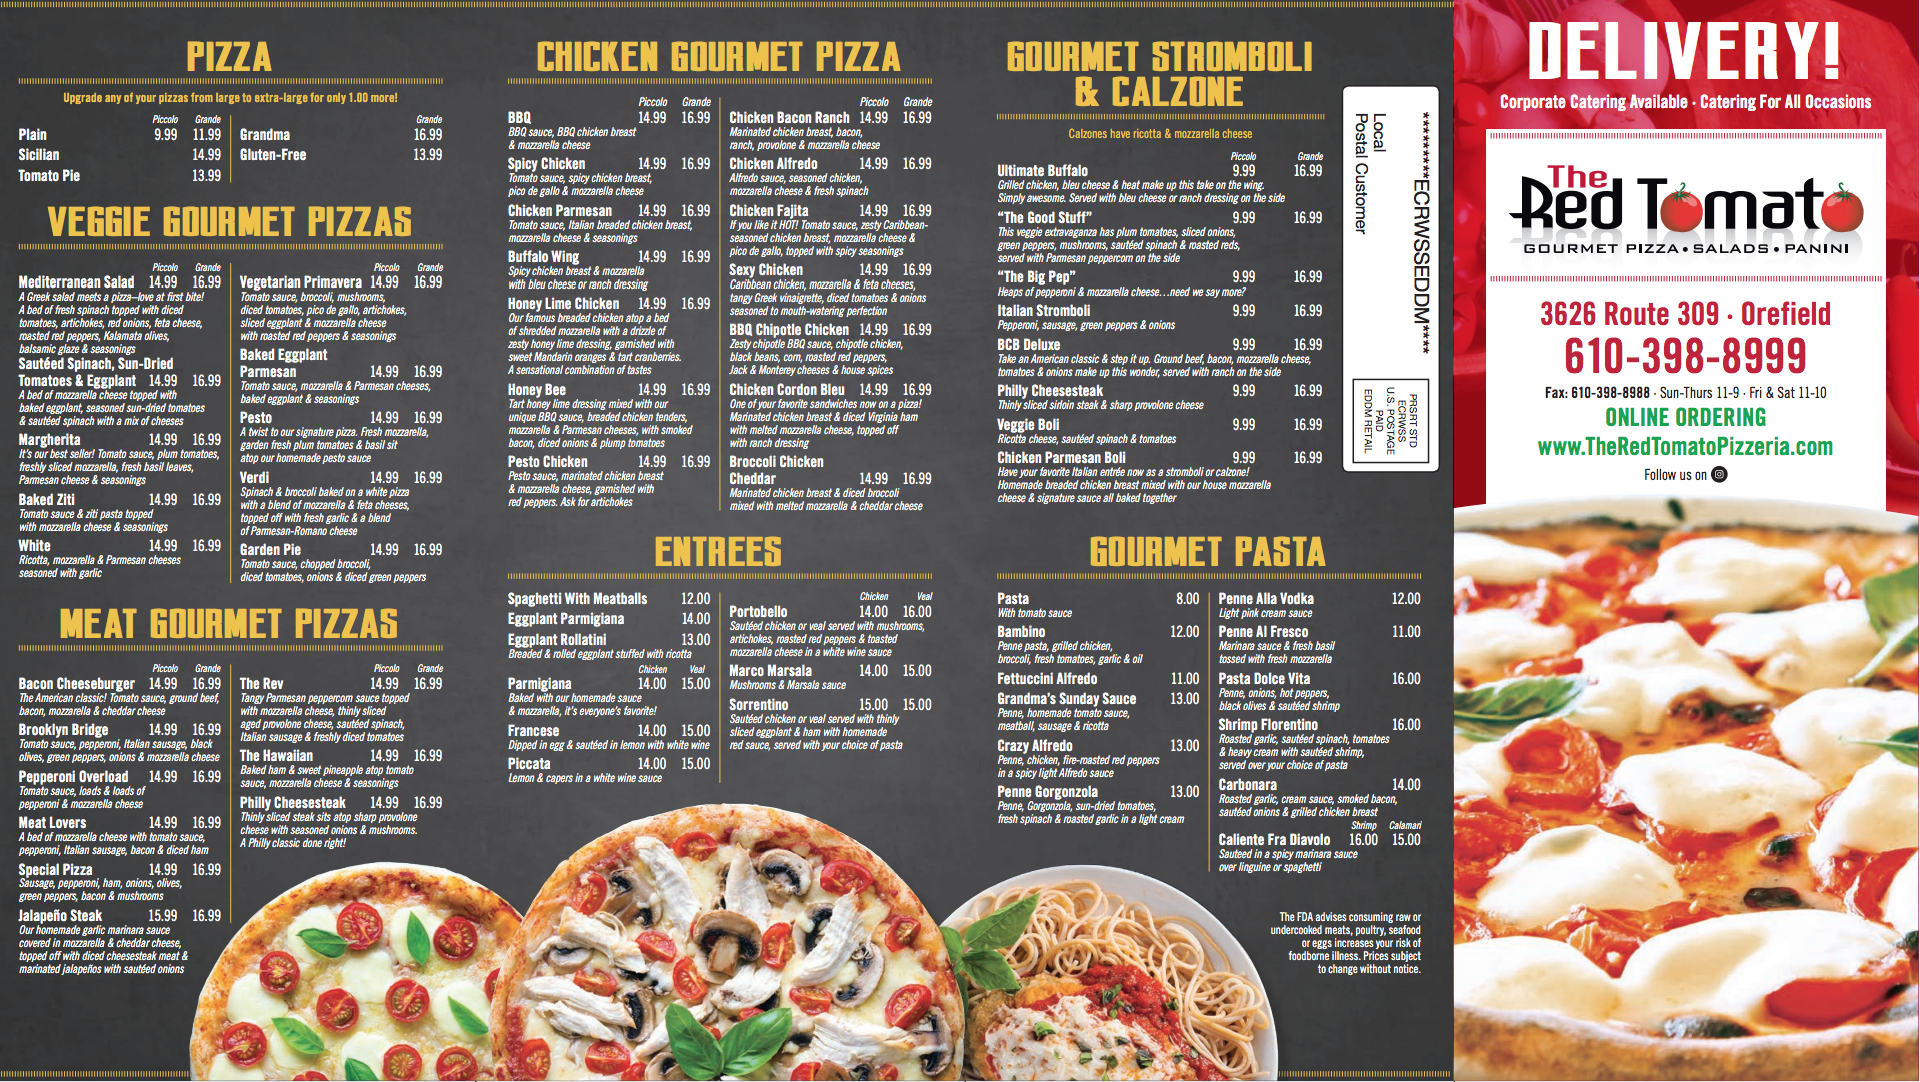 PIZZA
Upgrade any of your pizzas from large to extra-large for only 1.00 more!
Piccolo Grande
Plain 9.99 11.99
Sicilian 14.99
Tomato Pie 13.99
Grande
Grandma 16.99
Gluten-Free 13.99
VEGGIE GOURMET PIZZAS
Piccolo Grande
Mediterranean Salad 14.99 16.99
A Greek salad meets a pizza–love at first bite!
A bed of fresh spinach topped with diced
tomatoes, artichokes, red onions, feta cheese,
roasted red peppers, Kalamata olives,
balsamic glaze & seasonings
Sautéed Spinach, Sun-Dried
Tomatoes & Eggplant 14.99 16.99
A bed of mozzarella cheese topped with
baked eggplant, seasoned sun-dried tomatoes
& sautéed spinach with a mix of cheeses
Margherita 14.99 16.99
It's our best seller! Tomato sauce, plum tomatoes,
freshly sliced mozzarella, fresh basil leaves,
Parmesan cheese & seasonings
Baked Ziti 14.99 16.99
Tomato sauce & ziti pasta topped
with mozzarella cheese & seasonings
White 14.99 16.99
Ricotta, mozzarella & Parmesan cheeses
seasoned with garlic
Piccolo Grande
Vegetarian Primavera 14.99 16.99
Tomato sauce, broccoli, mushrooms,
diced tomatoes, pico de gallo, artichokes,
sliced eggplant & mozzarella cheese
with roasted red peppers & seasonings
Baked Eggplant
Parmesan 14.99 16.99
Tomato sauce, mozzarella & Parmesan cheeses,
baked eggplant & seasonings
Pesto 14.99 16.99
A twist to our signature pizza. Fresh mozzarella,
garden fresh plum tomatoes & basil sit
atop our homemade pesto sauce
Verdi 14.99 16.99
Spinach & broccoli baked on a white pizza
with a blend of mozzarella & feta cheeses,
topped off with fresh garlic & a blend
of Parmesan-Romano cheese
Garden Pie 14.99 16.99
Tomato sauce, chopped broccoli,
diced tomatoes, onions & diced green peppers
MEAT GOURMET PIZZAS
Piccolo Grande
Bacon Cheeseburger 14.99 16.99
The American classic! Tomato sauce, ground beef,
bacon, mozzarella & cheddar cheese
Brooklyn Bridge 14.99 16.99
Tomato sauce, pepperoni, Italian sausage, black
olives, green peppers, onions & mozzarella cheese
Pepperoni Overload 14.99 16.99
Tomato sauce, loads & loads of
pepperoni & mozzarella cheese
Meat Lovers 14.99 16.99
A bed of mozzarella cheese with tomato sauce,
pepperoni, Italian sausage, bacon & diced ham
Special Pizza 14.99 16.99
Sausage, pepperoni, ham, onions, olives,
green peppers, bacon & mushrooms
Jalapeño Steak 15.99 16.99
Our homemade garlic marinara sauce
covered in mozzarella & cheddar cheese,
topped off with diced cheesesteak meat &
marinated jalapeños with sautéed onions
Piccolo Grande
The Rev 14.99 16.99
Tangy Parmesan peppercorn sauce topped
with mozzarella cheese, thinly sliced
aged provolone cheese, sautéed spinach,
Italian sausage & freshly diced tomatoes
The Hawaiian 14.99 16.99
Baked ham & sweet pineapple atop tomato
sauce, mozzarella cheese & seasonings
Philly Cheesesteak 14.99 16.99
Thinly sliced steak sits atop sharp provolone
cheese with seasoned onions & mushrooms.
A Philly classic done right!
CHICKEN GOURMET PIZZA
Piccolo Grande
BBQ 14.99 16.99
BBQ sauce, BBQ chicken breast
& mozzarella cheese
Spicy Chicken 14.99 16.99
Tomato sauce, spicy chicken breast,
pico de gallo & mozzarella cheese
Chicken Parmesan 14.99 16.99
Tomato sauce, Italian breaded chicken breast,
mozzarella cheese & seasonings
Buffalo Wing 14.99 16.99
Spicy chicken breast & mozzarella
with bleu cheese or ranch dressing
Honey Lime Chicken 14.99 16.99
Our famous breaded chicken atop a bed
of shredded mozzarella with a drizzle of
zesty honey lime dressing, garnished with
sweet Mandarin oranges & tart cranberries.
A sensational combination of tastes
Honey Bee 14.99 16.99
Tart honey lime dressing mixed with our
unique BBQ sauce, breaded chicken tenders,
mozzarella & Parmesan cheeses, with smoked
bacon, diced onions & plump tomatoes
Pesto Chicken 14.99 16.99
Pesto sauce, marinated chicken breast
& mozzarella cheese, garnished with
red peppers. Ask for artichokes
Piccolo Grande
Chicken Bacon Ranch 14.99 16.99
Marinated chicken breast, bacon,
ranch, provolone & mozzarella cheese
Chicken Alfredo 14.99 16.99
Alfredo sauce, seasoned chicken,
mozzarella cheese & fresh spinach
Chicken Fajita 14.99 16.99
If you like it HOT! Tomato sauce, zesty Caribbean-
seasoned chicken breast, mozzarella cheese &
pico de gallo, topped with spicy seasonings
Sexy Chicken 14.99 16.99
Caribbean chicken, mozzarella & feta cheeses,
tangy Greek vinaigrette, diced tomatoes & onions
seasoned to mouth-watering perfection
BBQ Chipotle Chicken 14.99 16.99
Zesty chipotle BBQ sauce, chipotle chicken,
black beans, corn, roasted red peppers,
Jack & Monterey cheeses & house spices
Chicken Cordon Bleu 14.99 16.99
One of your favorite sandwiches now on a pizza!
Marinated chicken breast & diced Virginia ham
with melted mozzarella cheese, topped off
with ranch dressing
Broccoli Chicken
Cheddar 14.99 16.99
Marinated chicken breast & diced broccoli
mixed with melted mozzarella & cheddar cheese
ENTREES
Spaghetti With Meatballs 12.00
Eggplant Parmigiana 14.00
Eggplant Rollatini 13.00
Breaded & rolled eggplant stuffed with ricotta
Chicken Veal
Parmigiana 14.00 15.00
Baked with our homemade sauce
& mozzarella, it's everyone's favorite!
Francese 14.00 15.00
Dipped in egg & sautéed in lemon with white wine
Piccata 14.00 15.00
Lemon & capers in a white wine sauce
Chicken Veal
Portobello 14.00 16.00
Sautéed chicken or veal served with mushrooms,
artichokes, roasted red peppers & toasted
mozzarella cheese in a white wine sauce
Marco Marsala 14.00 15.00
Mushrooms & Marsala sauce
Sorrentino 15.00 15.00
Sautéed chicken or veal served with thinly
sliced eggplant & ham with homemade
red sauce, served with your choice of pasta
GOURMET STROMBOLI
& CALZONE
Calzones have ricotta & mozzarella cheese
Piccolo Grande
Ultimate Buffalo 9.99 16.99
Grilled chicken, bleu cheese & heat make up this take on the wing.
Simply awesome. Served with bleu cheese or ranch dressing on the side
"The Good Stuff" 9.99 16.99
This veggie extravaganza has plum tomatoes, sliced onions,
green peppers, mushrooms, sautéed spinach & roasted reds,
served with Parmesan peppercorn on the side
"The Big Pep" 9.99 16.99
Heaps of pepperoni & mozzarella cheese...need we say more?
Italian Stromboli 9.99 16.99
Pepperoni, sausage, green peppers & onions
BCB Deluxe 9.99 16.99
Take an American classic & step it up. Ground beef, bacon, mozzarella cheese,
tomatoes & onions make up this wonder, served with ranch on the side
Philly Cheesesteak 9.99 16.99
Thinly sliced sirloin steak & sharp provolone cheese
Veggie Boli 9.99 16.99
Ricotta cheese, sautéed spinach & tomatoes
Chicken Parmesan Boli 9.99 16.99
Have your favorite Italian entrée now as a stromboli or calzone!
Homemade breaded chicken breast mixed with our house mozzarella
cheese & signature sauce all baked together
GOURMET PASTA
Pasta 8.00
With tomato sauce
Bambino 12.00
Penne pasta, grilled chicken,
broccoli, fresh tomatoes, garlic & oil
Fettuccini Alfredo 11.00
Grandma's Sunday Sauce 13.00
Penne, homemade tomato sauce,
meatball, sausage & ricotta
Crazy Alfredo 13.00
Penne, chicken, fire-roasted red peppers
in a spicy light Alfredo sauce
Penne Gorgonzola 13.00
Penne, Gorgonzola, sun-dried tomatoes,
fresh spinach & roasted garlic in a light cream
Penne Alla Vodka 12.00
Light pink cream sauce
Penne Al Fresco 11.00
Marinara sauce & fresh basil
tossed with fresh mozzarella
Pasta Dolce Vita 16.00
Penne, onions, hot peppers,
black olives & sautéed shrimp
Shrimp Florentino 16.00
Roasted garlic, sautéed spinach, tomatoes
& heavy cream with sautéed shrimp,
served over your choice of pasta
Carbonara 14.00
Roasted garlic, cream sauce, smoked bacon,
sautéed onions & grilled chicken breast
Shrimp Calamari
Caliente Fra Diavolo 16.00 15.00
Sauteed in a spicy marinara sauce
over linguine or spaghetti
The FDA advises consuming raw or
undercooked meats, poultry, seafood
or eggs increases your risk of
foodborne illness. Prices subject
to change without notice.
*********ECRWSSEDDM****
Local
Postal Customer
PRSRT STD
ECRWSS
U.S. POSTAGE
PAID
EDDM RETAIL
DELIVERY!
Corporate Catering Available · Catering For All Occasions
The
Red Tomato
GOURMET PIZZA • SALADS • PANINI
3626 Route 309 · Orefield
610-398-8999
Fax: 610-398-8988 · Sun-Thurs 11-9 · Fri & Sat 11-10
ONLINE ORDERING
www.TheRedTomatoPizzeria.com
Follow us on